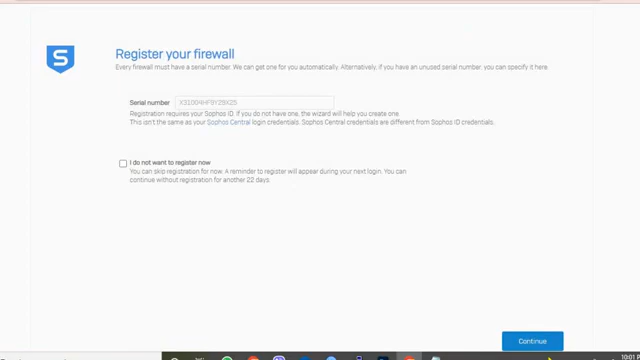 S
Register your firewall
Every firewall must have a serial number. We can get one for you automatically. Alternatively, if you have an unused serial number, you can specify it here.
Serial number X31004HF9Y29X25
Registration requires your Sophos ID. If you do not have one, the wizard will help you create one.
This isn't the same as your Sophos Central login credentials. Sophos Central credentials are different from Sophos ID credentials.
I do not want to register now
You can skip registration for now. A reminder to register will appear during your next login. You can
continue without registration for another 22 days.
Continue
10:01